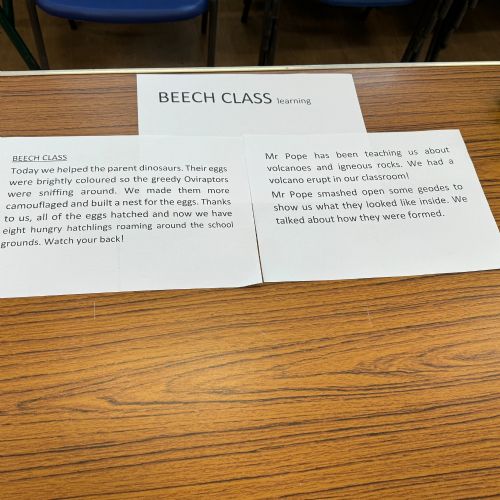 BEECH CLASS learning
BEECH CLASS
Today we helped the parent dinosaurs. Their eggs
were brightly coloured so the greedy Oviraptors
were sniffing around. We made them more
camouflaged and built a nest for the eggs. Thanks
to us, all of the eggs hatched and now we have
eight hungry hatchlings roaming around the school
grounds. Watch your back!
Mr Pope has been teaching us about
volcanoes and igneous rocks. We had a
volcano erupt in our classroom!
Mr Pope smashed open some geodes to
show us what they looked like inside. We
talked about how they were formed.